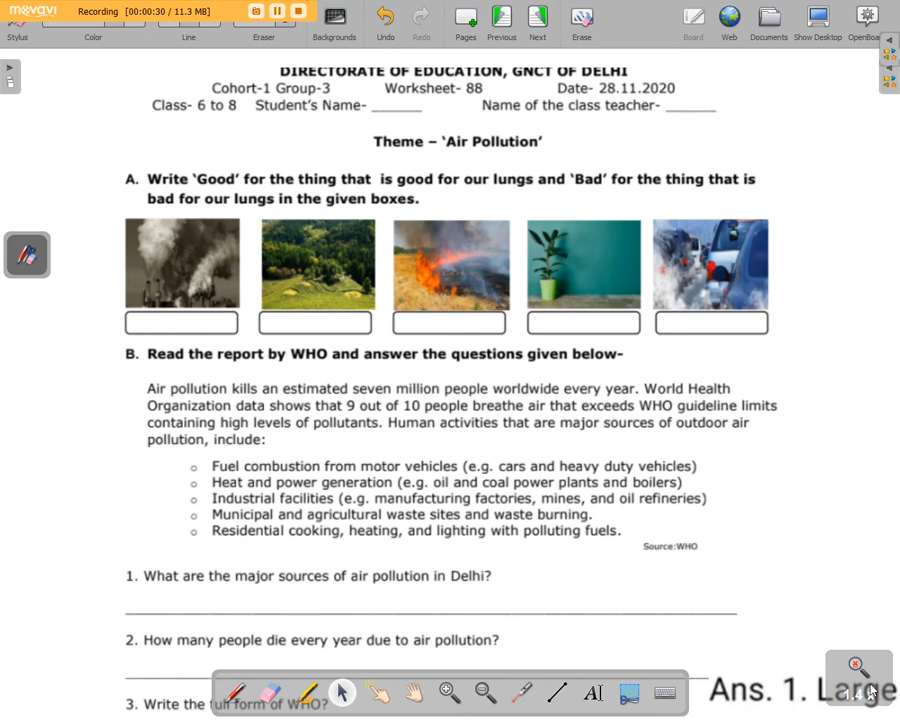 movavi Recording [00:00:30 / 11.3 MB]
Stylus Color Line Eraser Backgrounds Undo Redo Pages Previous Next Erase Board Web Documents Show Desktop OpenBoa
DIRECTORATE OF EDUCATION, GNCT OF DELHI
Cohort-1 Group-3 Worksheet- 88 Date- 28.11.2020
Class- 6 to 8 Student's Name- _______ Name of the class teacher- _______
Theme – 'Air Pollution'
A. Write 'Good' for the thing that is good for our lungs and 'Bad' for the thing that is
bad for our lungs in the given boxes.
B. Read the report by WHO and answer the questions given below-
Air pollution kills an estimated seven million people worldwide every year. World Health
Organization data shows that 9 out of 10 people breathe air that exceeds WHO guideline limits
containing high levels of pollutants. Human activities that are major sources of outdoor air
pollution, include:
o Fuel combustion from motor vehicles (e.g. cars and heavy duty vehicles)
o Heat and power generation (e.g. oil and coal power plants and boilers)
o Industrial facilities (e.g. manufacturing factories, mines, and oil refineries)
o Municipal and agricultural waste sites and waste burning.
o Residential cooking, heating, and lighting with polluting fuels.
Source:WHO
1. What are the major sources of air pollution in Delhi?
2. How many people die every year due to air pollution?
3. Write the full form of WHO?
Ans. 1. Large
1.4 x